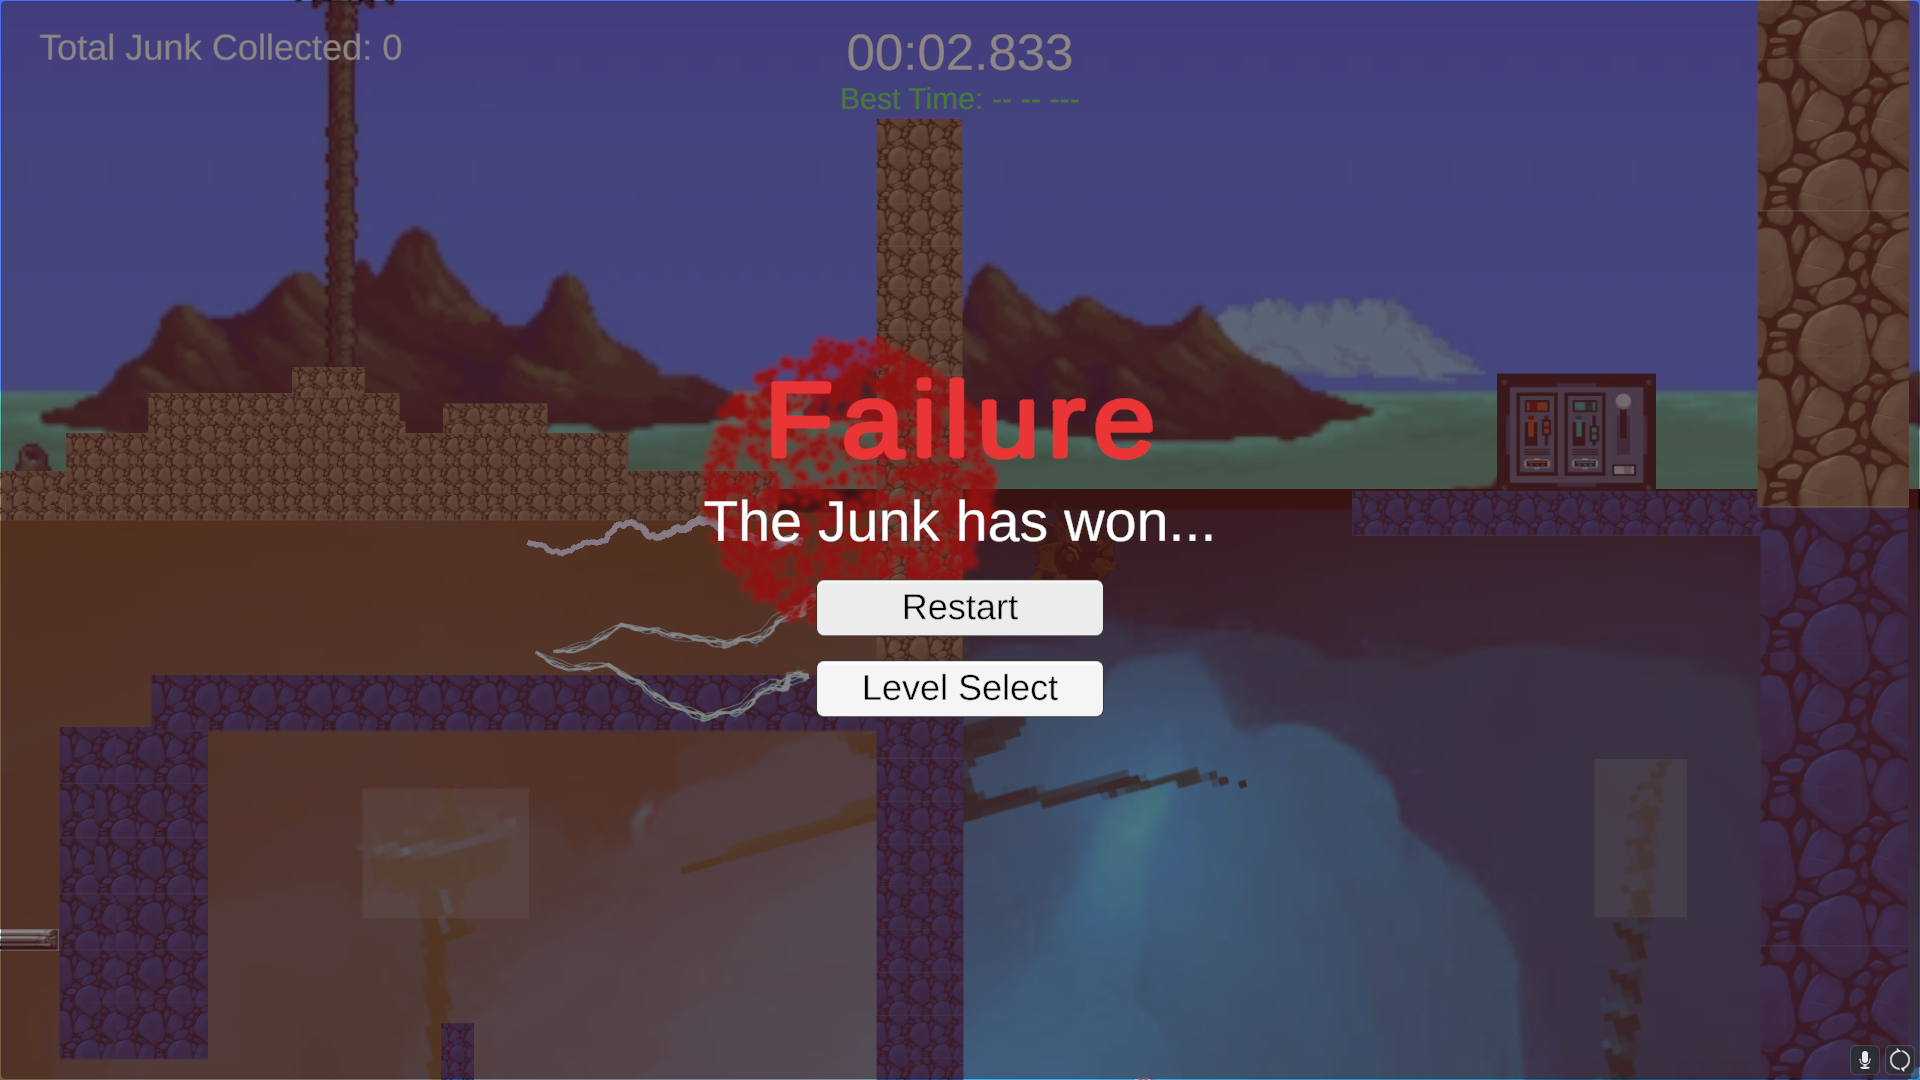 Total Junk Collected: 0
00:02.833
Best Time: -- -- ---
Failure
The Junk has won...
Restart
Level Select